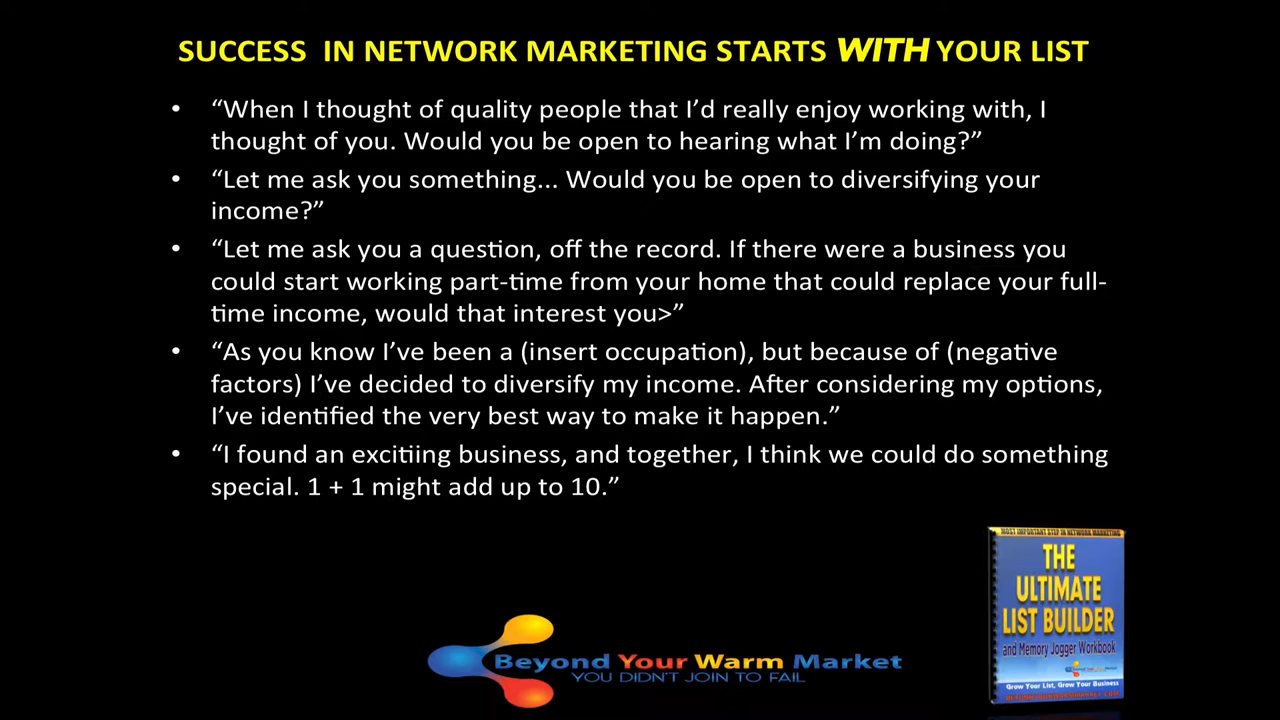 SUCCESS IN NETWORK MARKETING STARTS WITH YOUR LIST
• “When I thought of quality people that I’d really enjoy working with, I
thought of you. Would you be open to hearing what I’m doing?”
• “Let me ask you something... Would you be open to diversifying your
income?”
• “Let me ask you a question, off the record. If there were a business you
could start working part-time from your home that could replace your full-
time income, would that interest you>”
• “As you know I’ve been a (insert occupation), but because of (negative
factors) I’ve decided to diversify my income. After considering my options,
I’ve identified the very best way to make it happen.”
• “I found an excitiing business, and together, I think we could do something
special. 1 + 1 might add up to 10.”
MOST IMPORTANT STEP IN NETWORK MARKETING
THE
ULTIMATE
LIST BUILDER
and Memory Jogger Workbook
Grow Your List, Grow Your Business
Beyond Your Warm Market
YOU DIDN'T JOIN TO FAIL